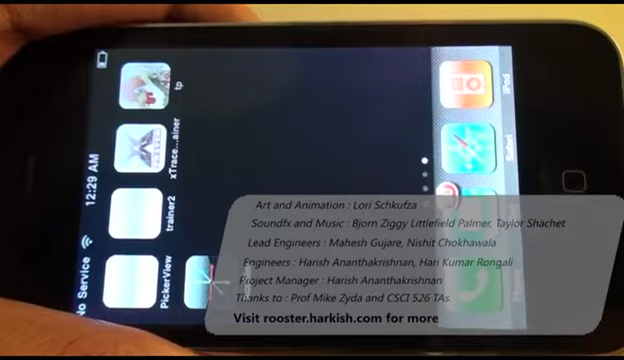 No Service
12:29 AM
PickerView
trainer2
xTrace...ainer
tp
iPod
Safari
Art and Animation : Lori Schkufza
Soundfx and Music : Bjorn Ziggy Littlefield Palmer, Taylor Shachet
Lead Engineers : Mahesh Gujare, Nishit Chokhawala
Engineers : Harish Ananthakrishnan, Hari Kumar Rongali
Project Manager : Harish Ananthakrishnan
Thanks to : Prof Mike Zyda and CSCI 526 TAs
Visit rooster.harkish.com for more